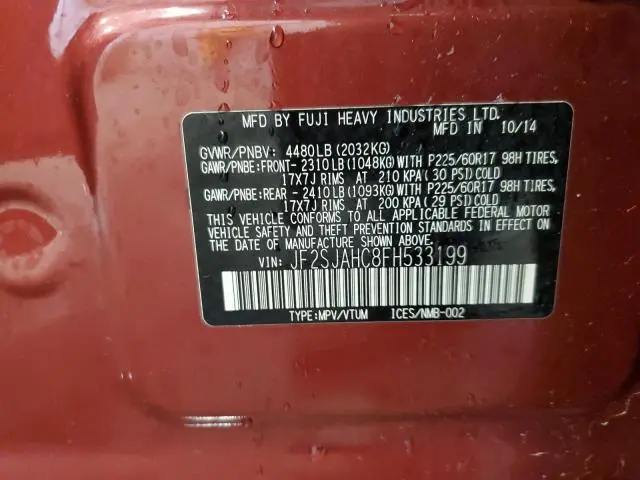 MFD BY FUJI HEAVY INDUSTRIES LTD.
MFD IN 10/14
GVWR/PNBV: 4480LB(2032KG)
GAWR/PNBE:FRONT- 2310LB(1048KG)WITH P225/60R17 98H TIRES,
17X7J RIMS AT 210 KPA( 30 PSI)COLD
GAWR/PNBE:REAR - 2410LB(1093KG)WITH P225/60R17 98H TIRES,
17X7J RIMS AT 200 KPA( 29 PSI)COLD
THIS VEHICLE CONFORMS TO ALL APPLICABLE FEDERAL MOTOR
VEHICLE SAFETY AND THEFT PREVENTION STANDARDS IN EFFECT ON
THE DATE OF MANUFACTURE SHOWN ABOVE.
VIN: JF2SJAHC8FH533199
TYPE:MPV/VTUM ICES/NMB-002